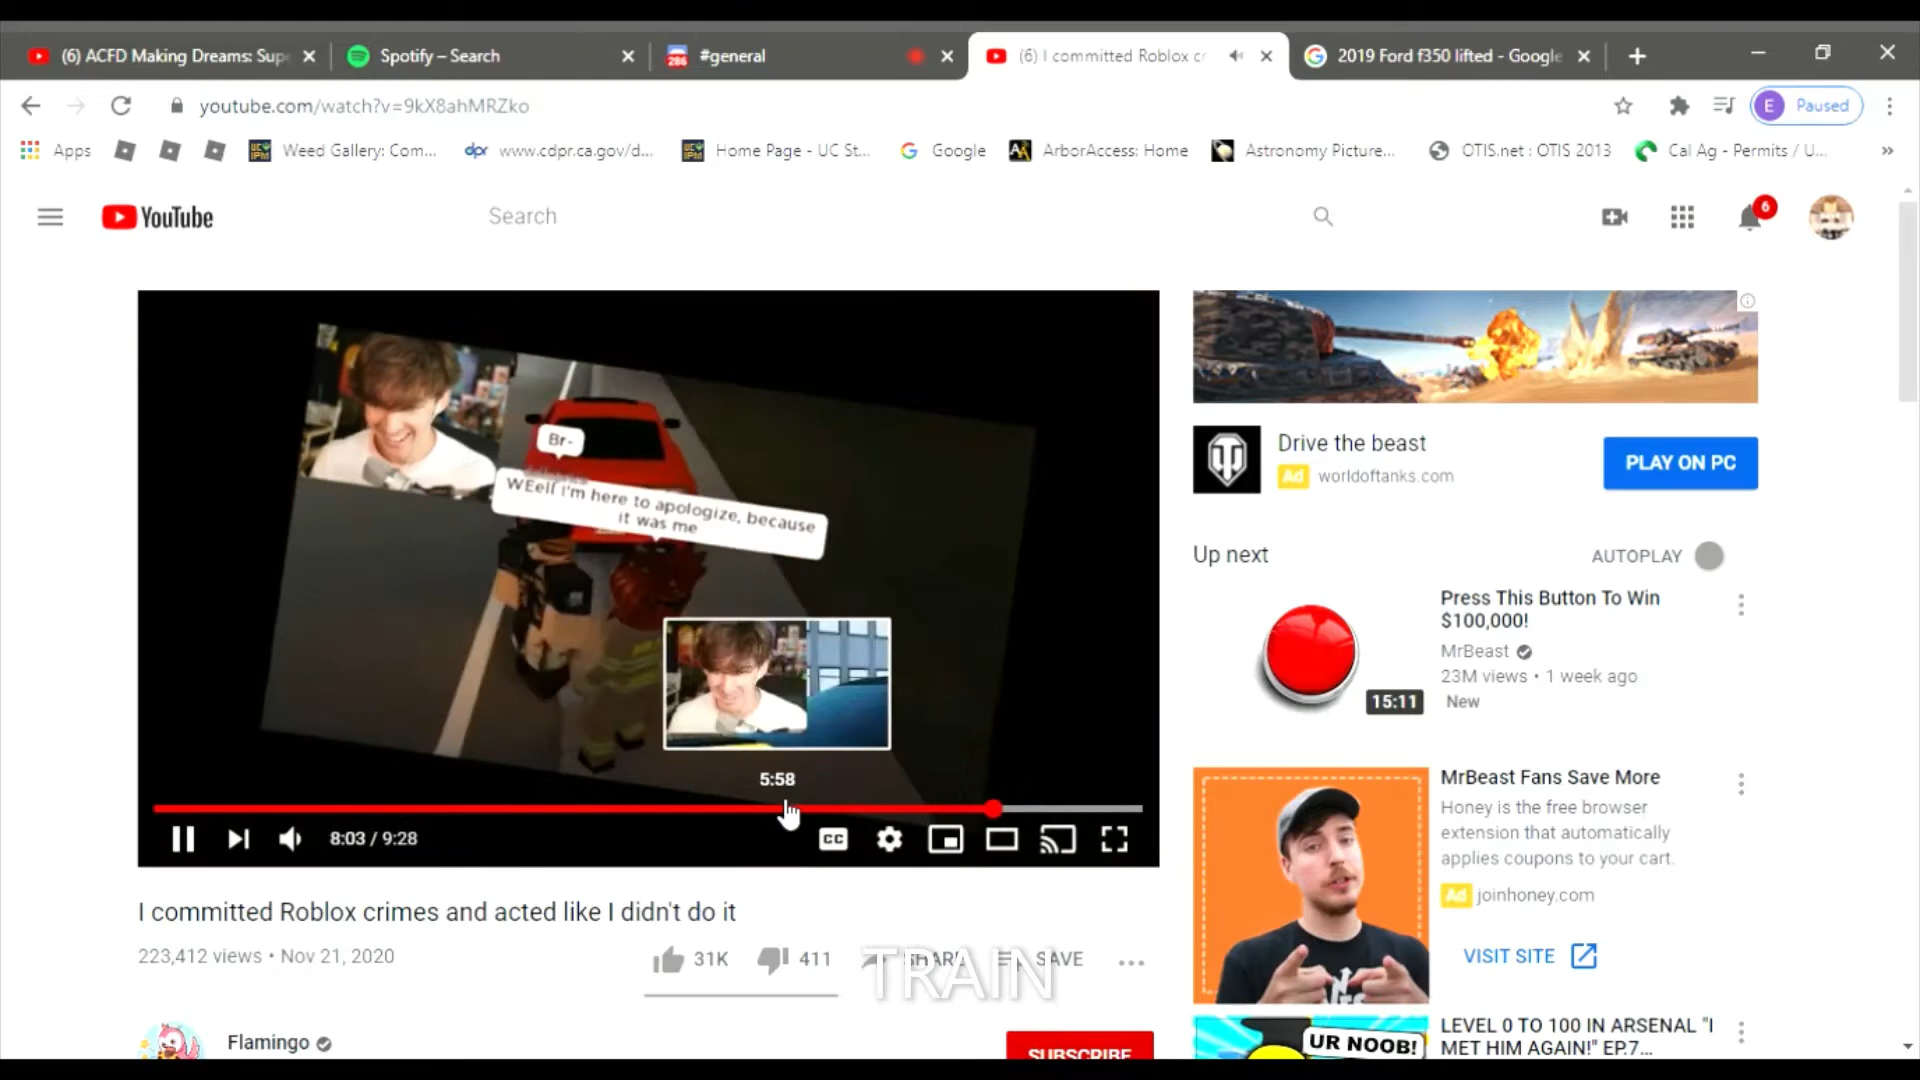 (6) ACFD Making Dreams: Supe
Spotify – Search
286
#general
(6) I committed Roblox cr
2019 Ford f350 lifted - Google
youtube.com/watch?v=9kX8ahMRZko
E
Paused
Apps
Weed Gallery: Com...
dpr
www.cdpr.ca.gov/d...
Home Page - UC St...
Google
ArborAccess: Home
Astronomy Picture...
OTIS.net : OTIS 2013
Cal Ag - Permits / U...
YouTube
Search
6
Br-
WEell I'm here to apologize, because
it was me
5:58
8:03 / 9:28
CC
I committed Roblox crimes and acted like I didn't do it
223,412 views • Nov 21, 2020
31K
411
SHARE
SAVE
TRAIN
Flamingo
SUBSCRIBE
Drive the beast
Ad worldoftanks.com
PLAY ON PC
Up next
AUTOPLAY
15:11
Press This Button To Win
$100,000!
MrBeast
23M views • 1 week ago
New
MrBeast Fans Save More
Honey is the free browser
extension that automatically
applies coupons to your cart.
Ad joinhoney.com
VISIT SITE
UR NOOB!
LEVEL 0 TO 100 IN ARSENAL "I
MET HIM AGAIN!" EP.7...